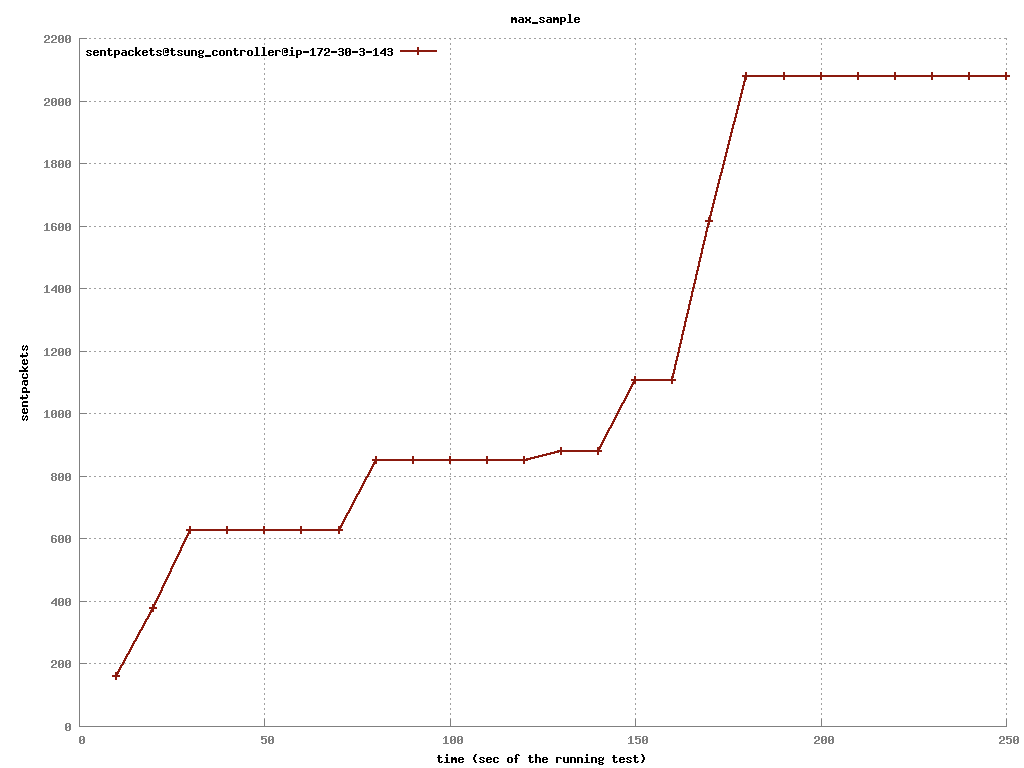 max_sample
sentpackets@tsung_controller@ip-172-30-3-143
2200
2000
1800
1600
1400
1200
1000
800
600
400
200
0
sentpackets
0 50 100 150 200 250
time (sec of the running test)